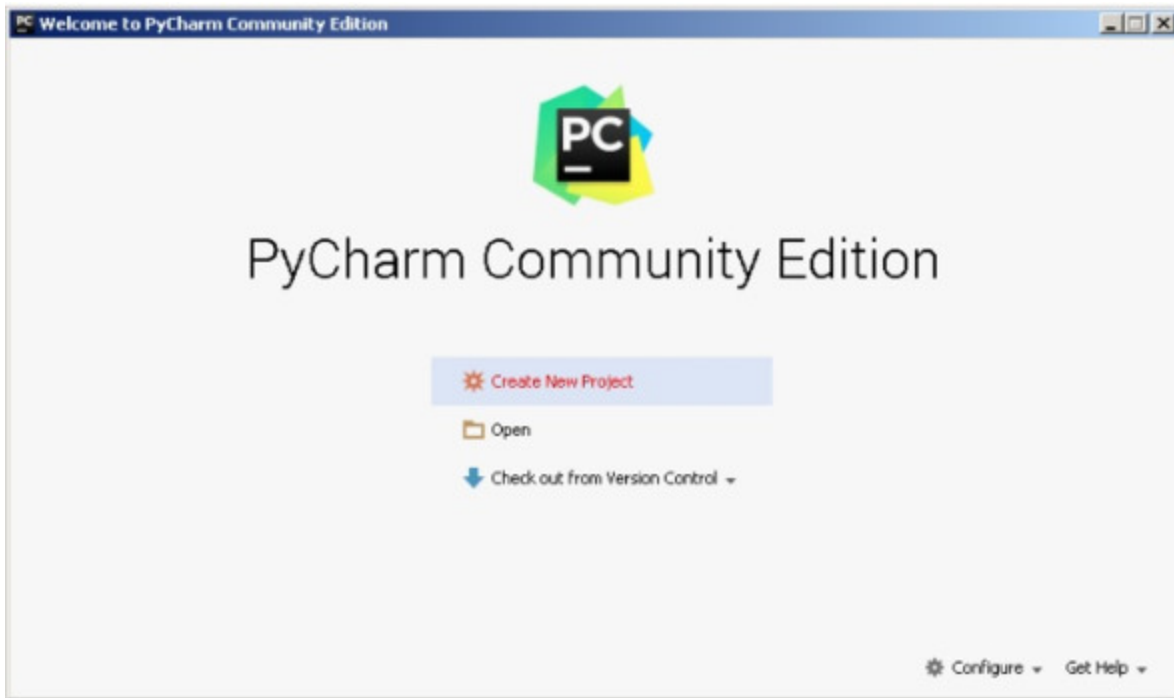 PC Welcome to PyCharm Community Edition
PC
PyCharm Community Edition
Create New Project
Open
Check out from Version Control
Configure Get Help